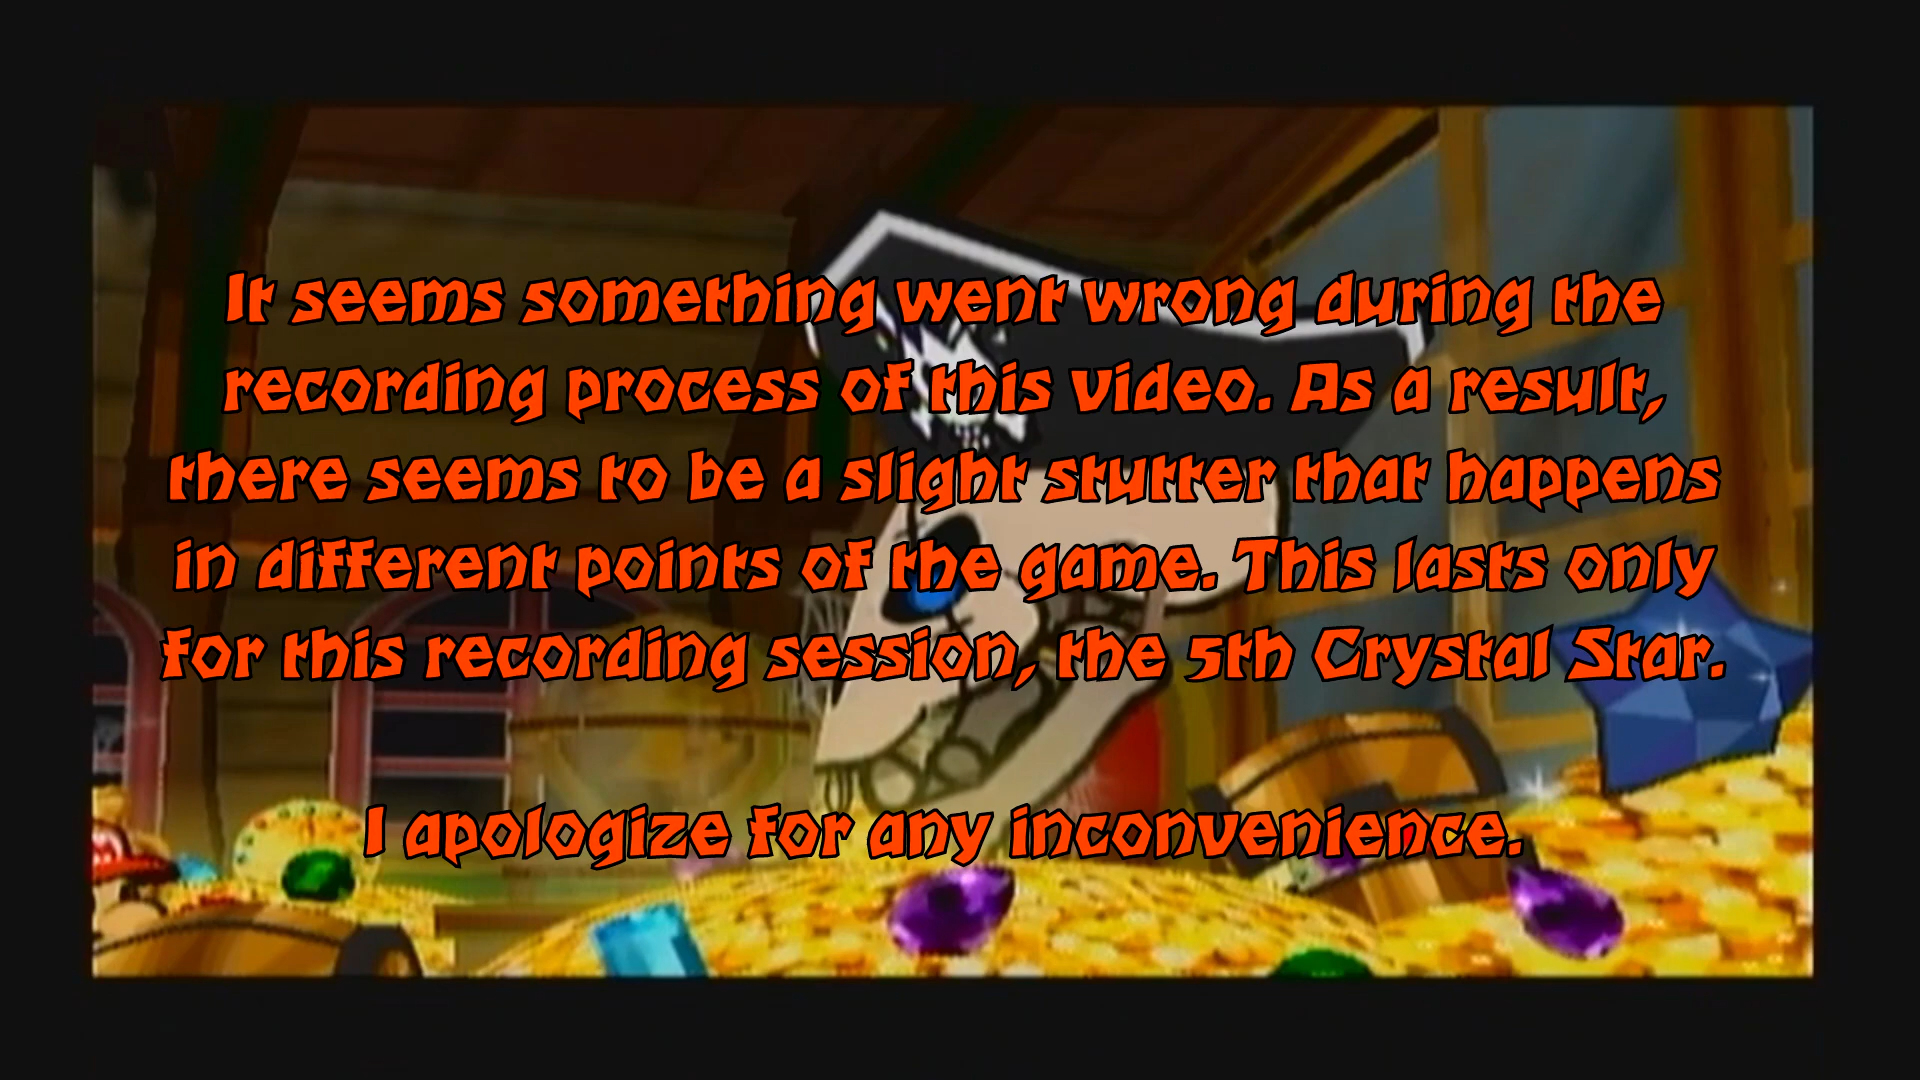 It seems something went wrong during the
recording process of this video. As a result,
there seems to be a slight stutter that happens
in different points of the game. This lasts only
for this recording session, the 5th Crystal Star.
I apologize for any inconvenience.